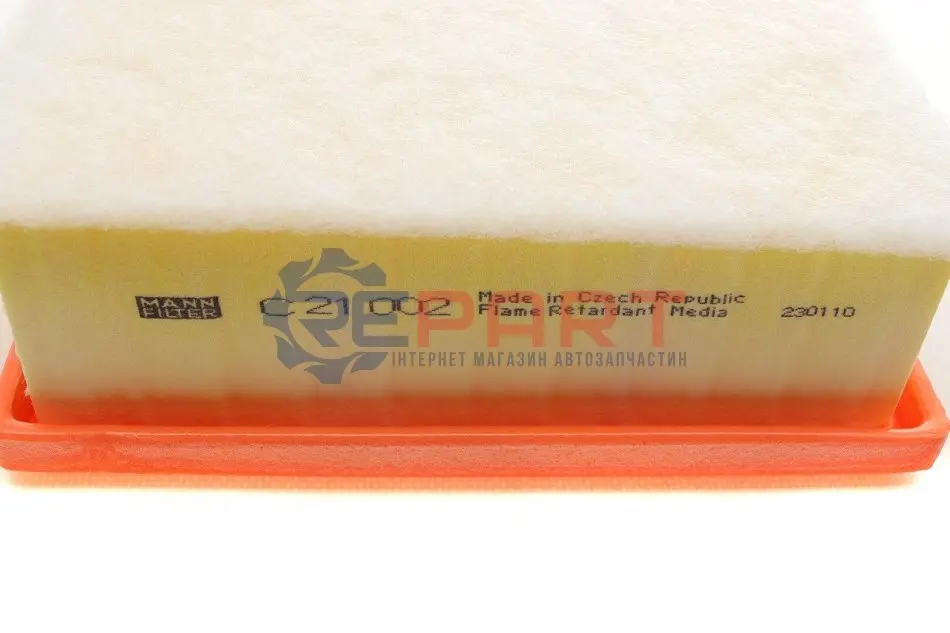 MANN
FILTER
C 21 002
Made in Czech Republic
Flame Retardant Media
230110
REPART
ІНТЕРНЕТ МАГАЗИН АВТОЗАПЧАСТИН